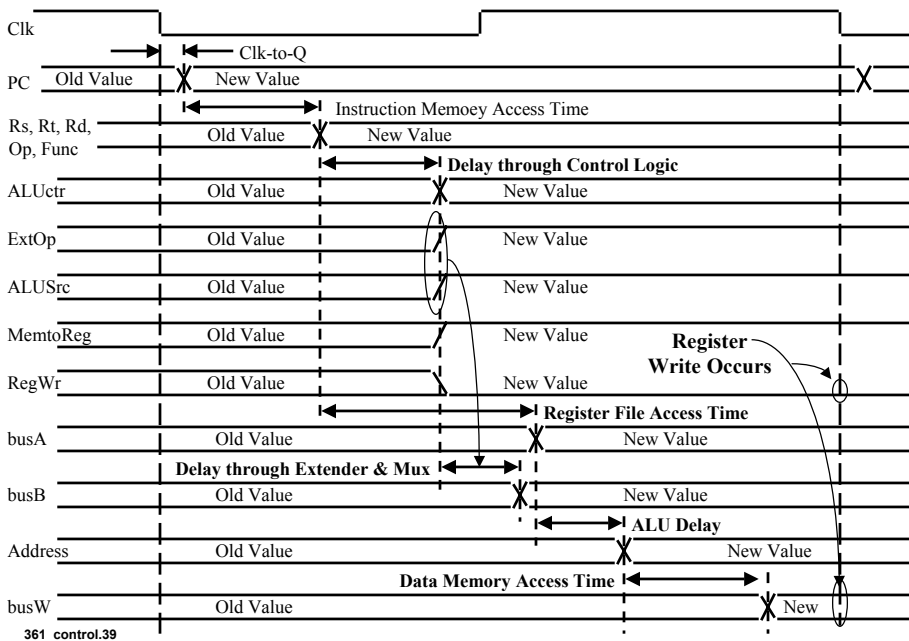 Clk
Clk-to-Q
PC Old Value New Value
Instruction Memoey Access Time
Rs, Rt, Rd,
Op, Func
Old Value New Value
Delay through Control Logic
ALUctr Old Value New Value
ExtOp Old Value New Value
ALUSrc Old Value New Value
MemtoReg Old Value New Value
Register
Write Occurs
RegWr Old Value New Value
Register File Access Time
busA Old Value New Value
Delay through Extender & Mux
busB Old Value New Value
ALU Delay
Address Old Value New Value
Data Memory Access Time
busW Old Value New
361 control.39